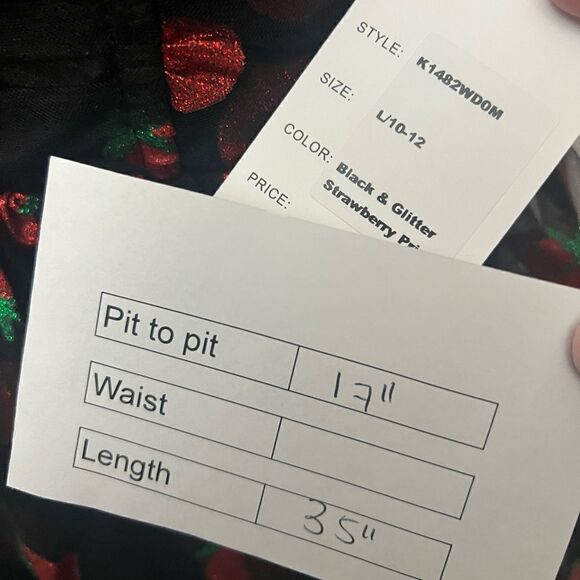 STYLE: K1482WD0M
SIZE: L/10-12
COLOR: Black & Glitter
Strawberry
PRICE:
Pit to pit 17"
Waist
Length 35"